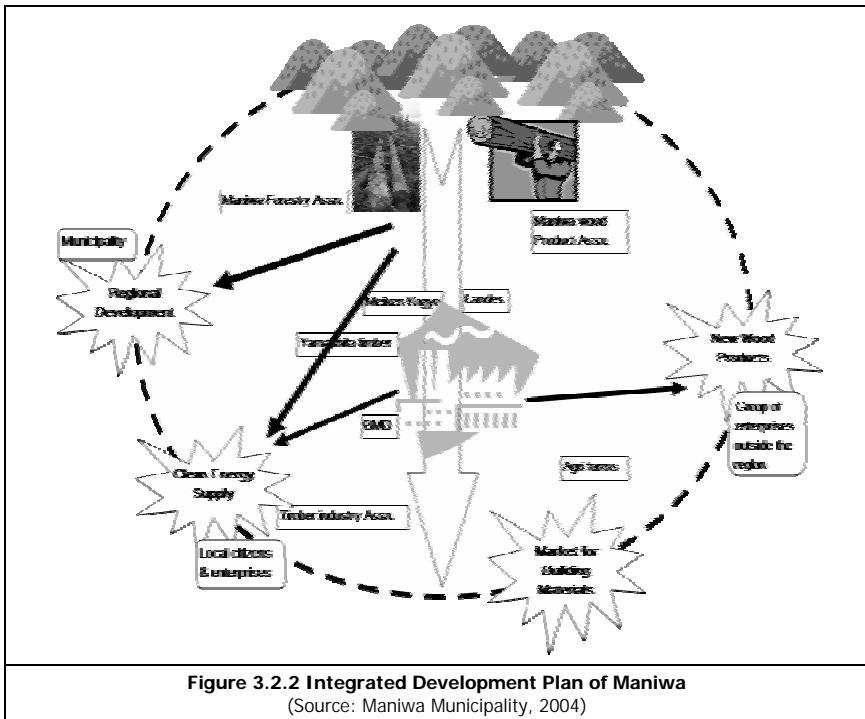 Maniwa Forestry Assn.
Maniwa wood
Product Assn.
Municipality
Regional
Development
Meiken Kogyo
Landes
Yamashita timber
New Wood
Products
Group of
enterprises
outside the
region
Agri farms
Clean Energy
Supply
Timber industry Assn.
Local citizens
& enterprises
Market for
Building
Materials
Figure 3.2.2 Integrated Development Plan of Maniwa
(Source: Maniwa Municipality, 2004)